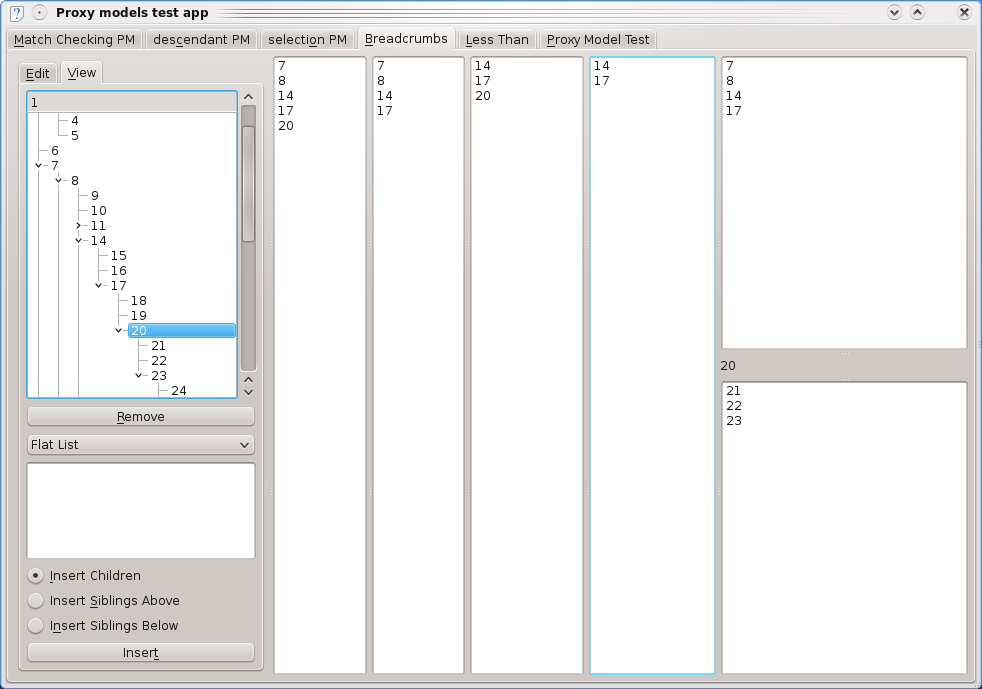 Proxy models test app
Match Checking PM
descendant PM
selection PM
Breadcrumbs
Less Than
Proxy Model Test
Edit
View
1
4
5
6
7
8
9
10
11
14
15
16
17
18
19
20
21
22
23
24
Remove
Flat List
Insert Children
Insert Siblings Above
Insert Siblings Below
Insert
7
8
14
17
20
7
8
14
17
14
17
20
14
17
7
8
14
17
20
21
22
23